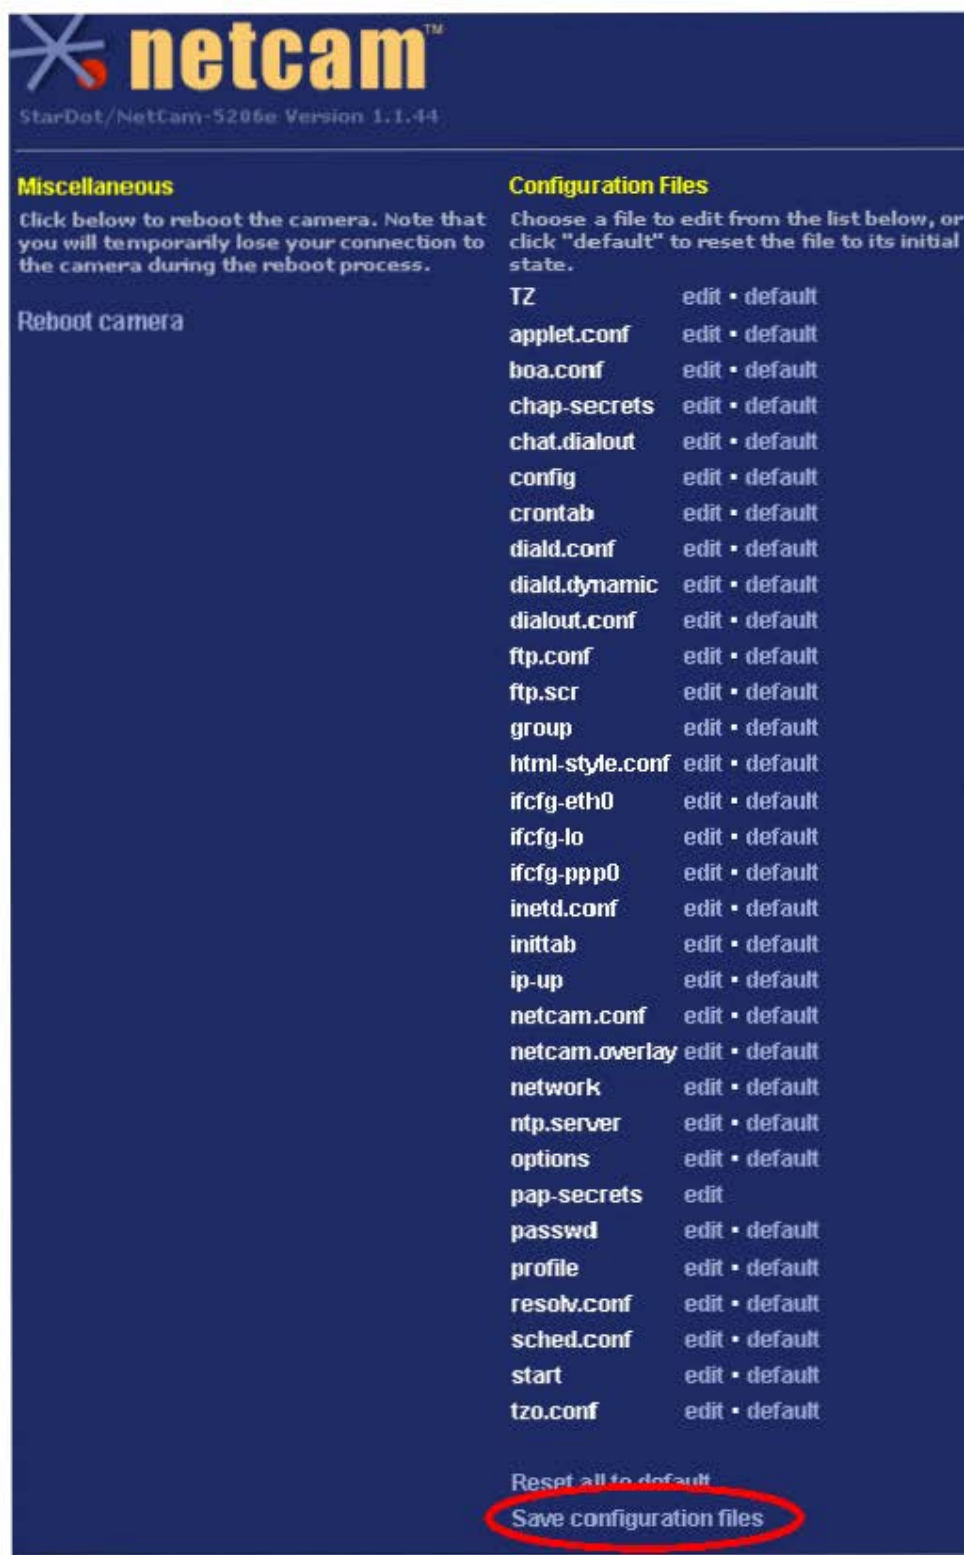 netcam™
StarDot/NetCam-5206e Version 1.1.44
Miscellaneous
Click below to reboot the camera. Note that
you will temporarily lose your connection to
the camera during the reboot process.
Reboot camera
Configuration Files
Choose a file to edit from the list below, or
click "default" to reset the file to its initial
state.
TZ edit • default
applet.conf edit • default
boa.conf edit • default
chap-secrets edit • default
chat.dialout edit • default
config edit • default
crontab edit • default
diald.conf edit • default
diald.dynamic edit • default
dialout.conf edit • default
ftp.conf edit • default
ftp.scr edit • default
group edit • default
html-style.conf edit • default
ifcfg-eth0 edit • default
ifcfg-lo edit • default
ifcfg-ppp0 edit • default
inetd.conf edit • default
inittab edit • default
ip-up edit • default
netcam.conf edit • default
netcam.overlay edit • default
network edit • default
ntp.server edit • default
options edit • default
pap-secrets edit
passwd edit • default
profile edit • default
resolv.conf edit • default
sched.conf edit • default
start edit • default
tzo.conf edit • default
Reset all to default
Save configuration files